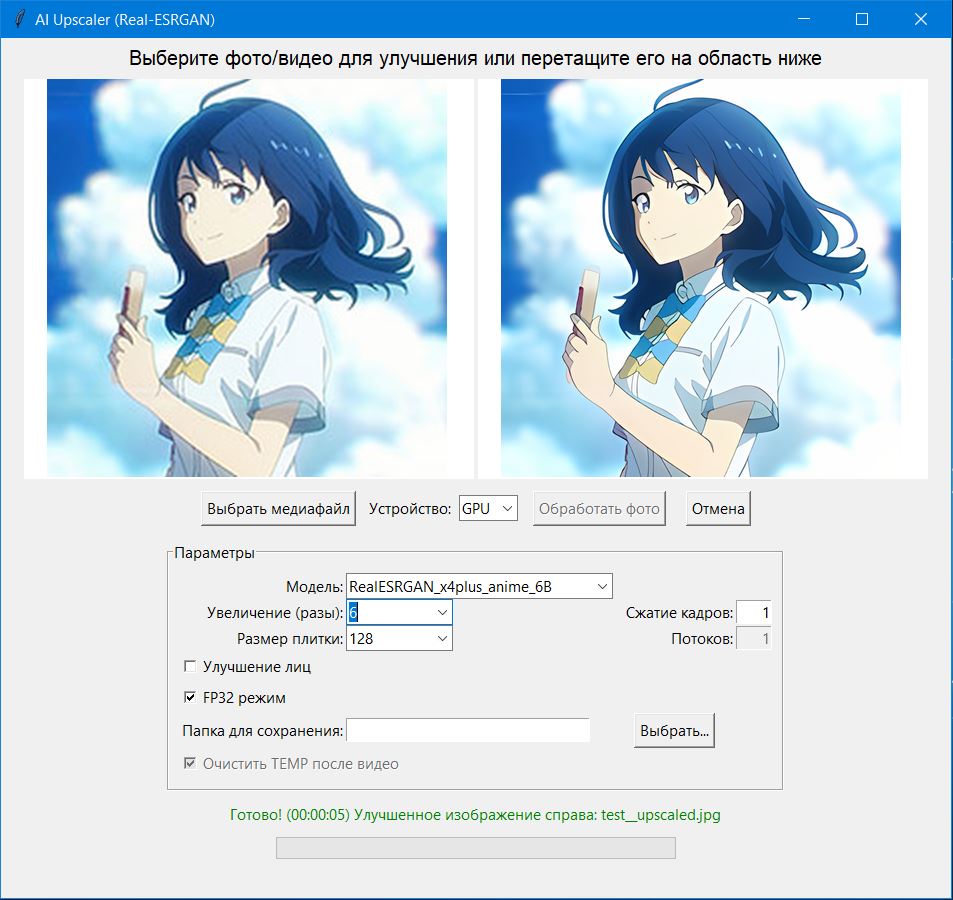 AI Upscaler (Real-ESRGAN)
Выберите фото/видео для улучшения или перетащите его на область ниже
Выбрать медиафайл Устройство: GPU Обработать фото Отмена
Параметры
Модель: RealESRGAN_x4plus_anime_6B
Увеличение (разы): 6 Сжатие кадров: 1
Размер плитки: 128 Потоков: 1
Улучшение лиц
FP32 режим
Папка для сохранения: Выбрать...
Очистить TEMP после видео
Готово! (00:00:05) Улучшенное изображение справа: test__upscaled.jpg